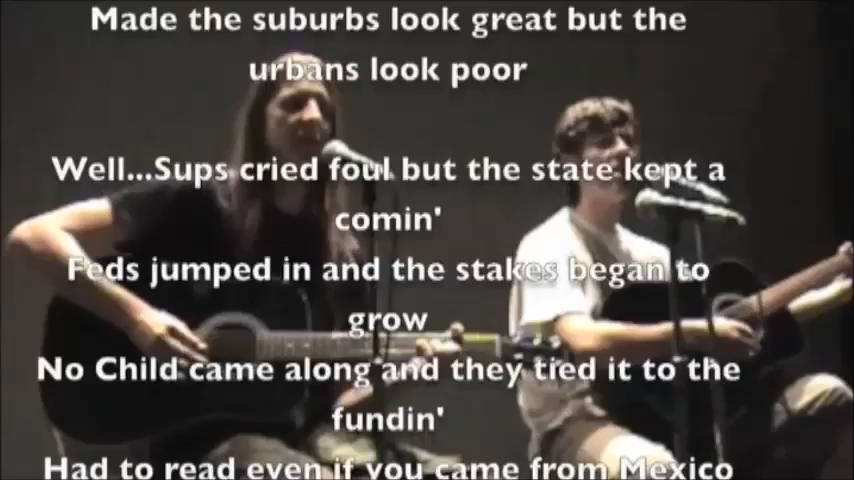 Made the suburbs look great but the
urbans look poor
Well...Sups cried foul but the state kept a
comin'
Feds jumped in and the stakes began to
grow
No Child came along and they tied it to the
fundin'
Had to read even if you came from Mexico